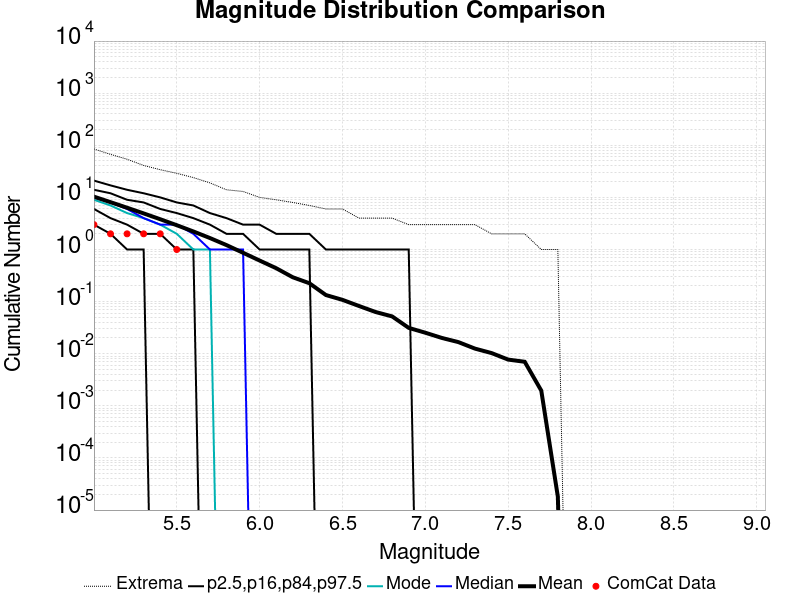 Magnitude Distribution Comparison
Cumulative Number
10^4
10^3
10^2
10^1
10^0
10^-1
10^-2
10^-3
10^-4
10^-5
5.5 6.0 6.5 7.0 7.5 8.0 8.5 9.0
Magnitude
Extrema p2.5,p16,p84,p97.5 Mode Median Mean ComCat Data